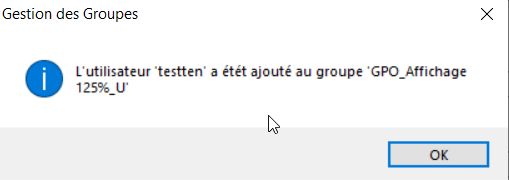 Gestion des Groupes
L'utilisateur 'testten' a étét ajouté au groupe 'GPO_Affichage
125%_U'
OK